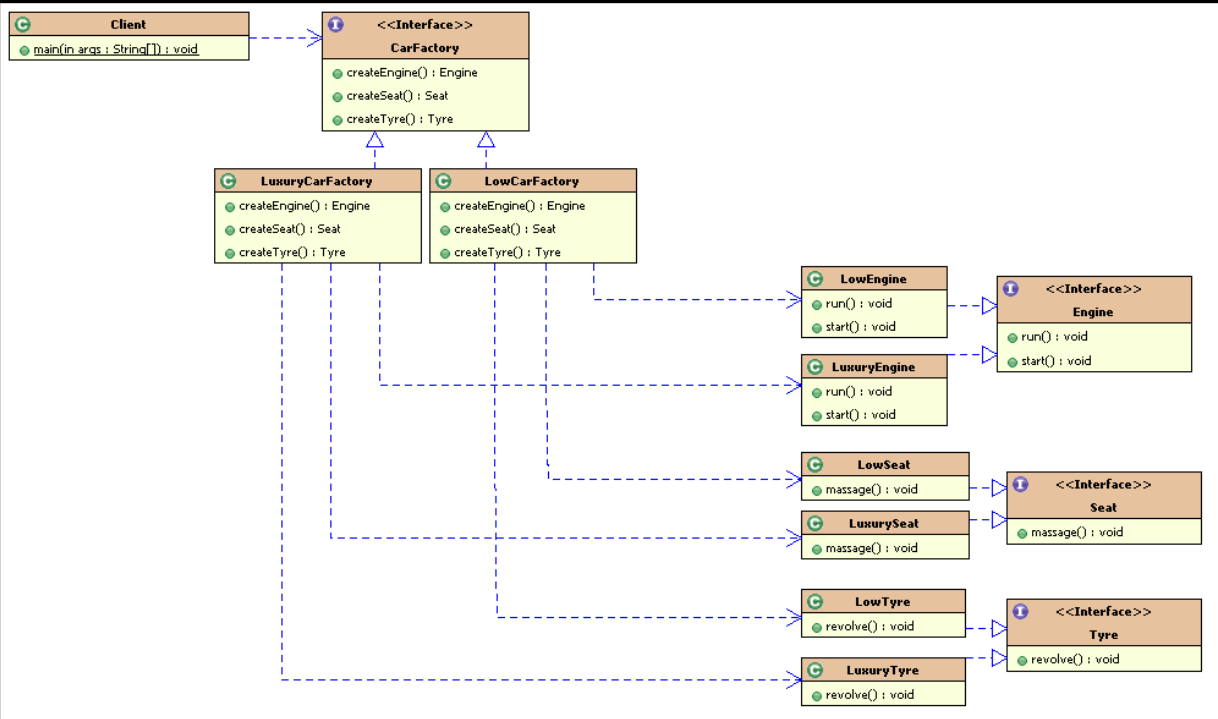 Client
main(in args : String[]) : void
<<Interface>>
CarFactory
createEngine() : Engine
createSeat() : Seat
createTyre() : Tyre
LuxuryCarFactory
createEngine() : Engine
createSeat() : Seat
createTyre() : Tyre
LowCarFactory
createEngine() : Engine
createSeat() : Seat
createTyre() : Tyre
LowEngine
run() : void
start() : void
<<Interface>>
Engine
run() : void
start() : void
LuxuryEngine
run() : void
start() : void
LowSeat
massage() : void
<<Interface>>
Seat
massage() : void
LuxurySeat
massage() : void
LowTyre
revolve() : void
<<Interface>>
Tyre
revolve() : void
LuxuryTyre
revolve() : void